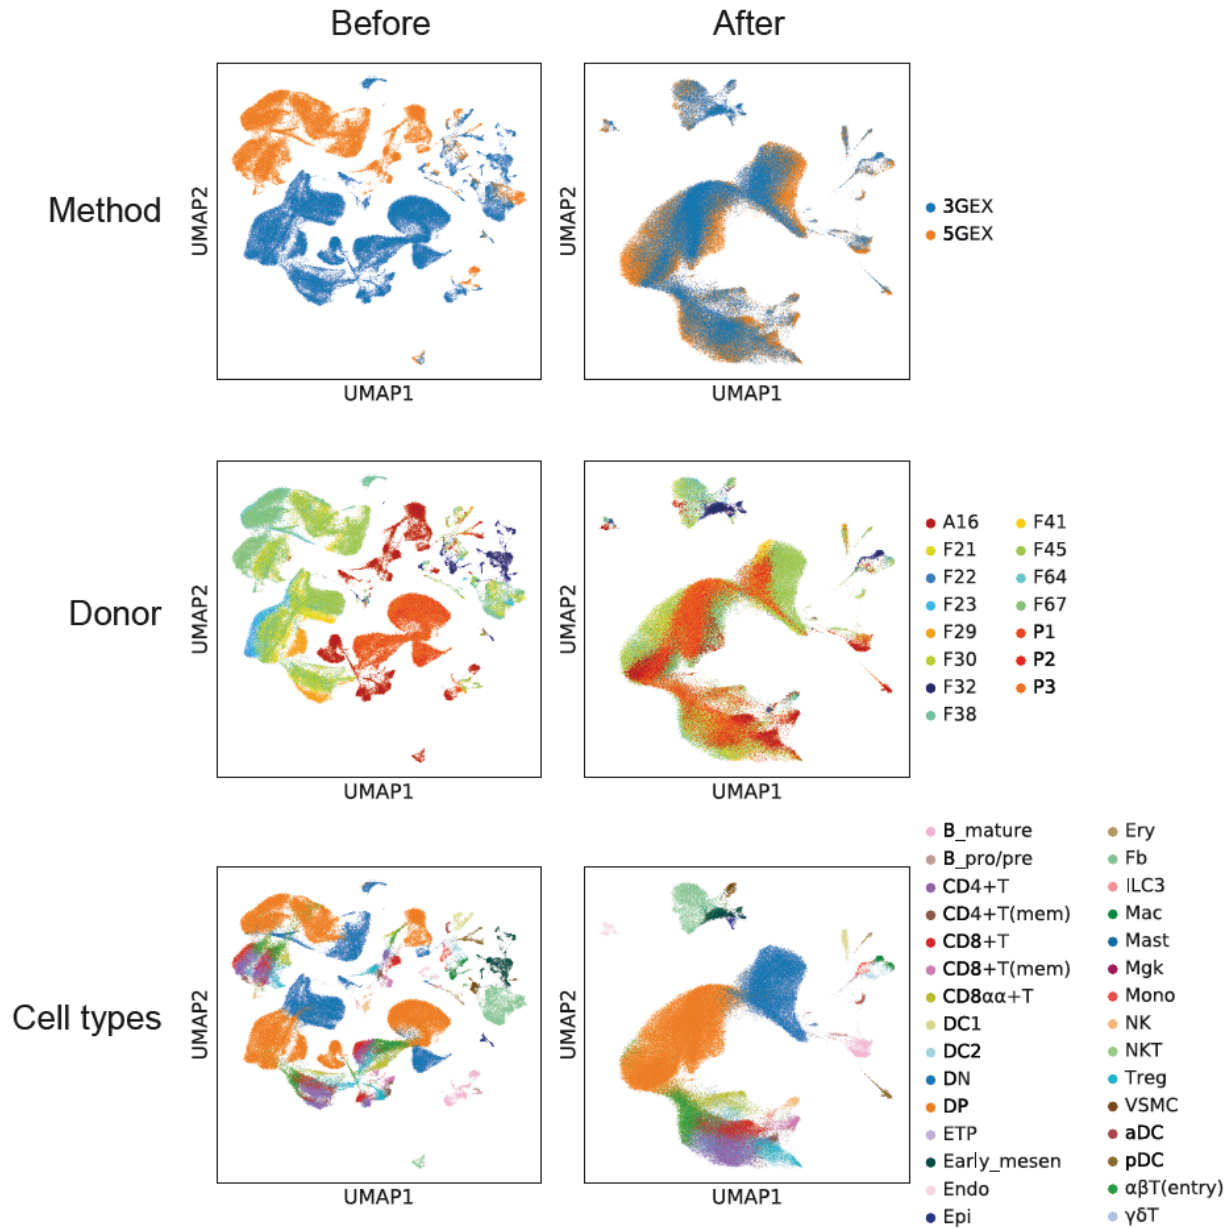 Before
After
Method
UMAP2
UMAP1
UMAP2
UMAP1
3GEX
5GEX
Donor
UMAP2
UMAP1
UMAP2
UMAP1
A16
F21
F22
F23
F29
F30
F32
F38
F41
F45
F64
F67
P1
P2
P3
Cell types
UMAP2
UMAP1
UMAP2
UMAP1
B_mature
B_pro/pre
CD4+T
CD4+T(mem)
CD8+T
CD8+T(mem)
CD8αα+T
DC1
DC2
DN
DP
ETP
Early_mesen
Endo
Epi
Ery
Fb
ILC3
Mac
Mast
Mgk
Mono
NK
NKT
Treg
VSMC
aDC
pDC
αβT(entry)
γδT